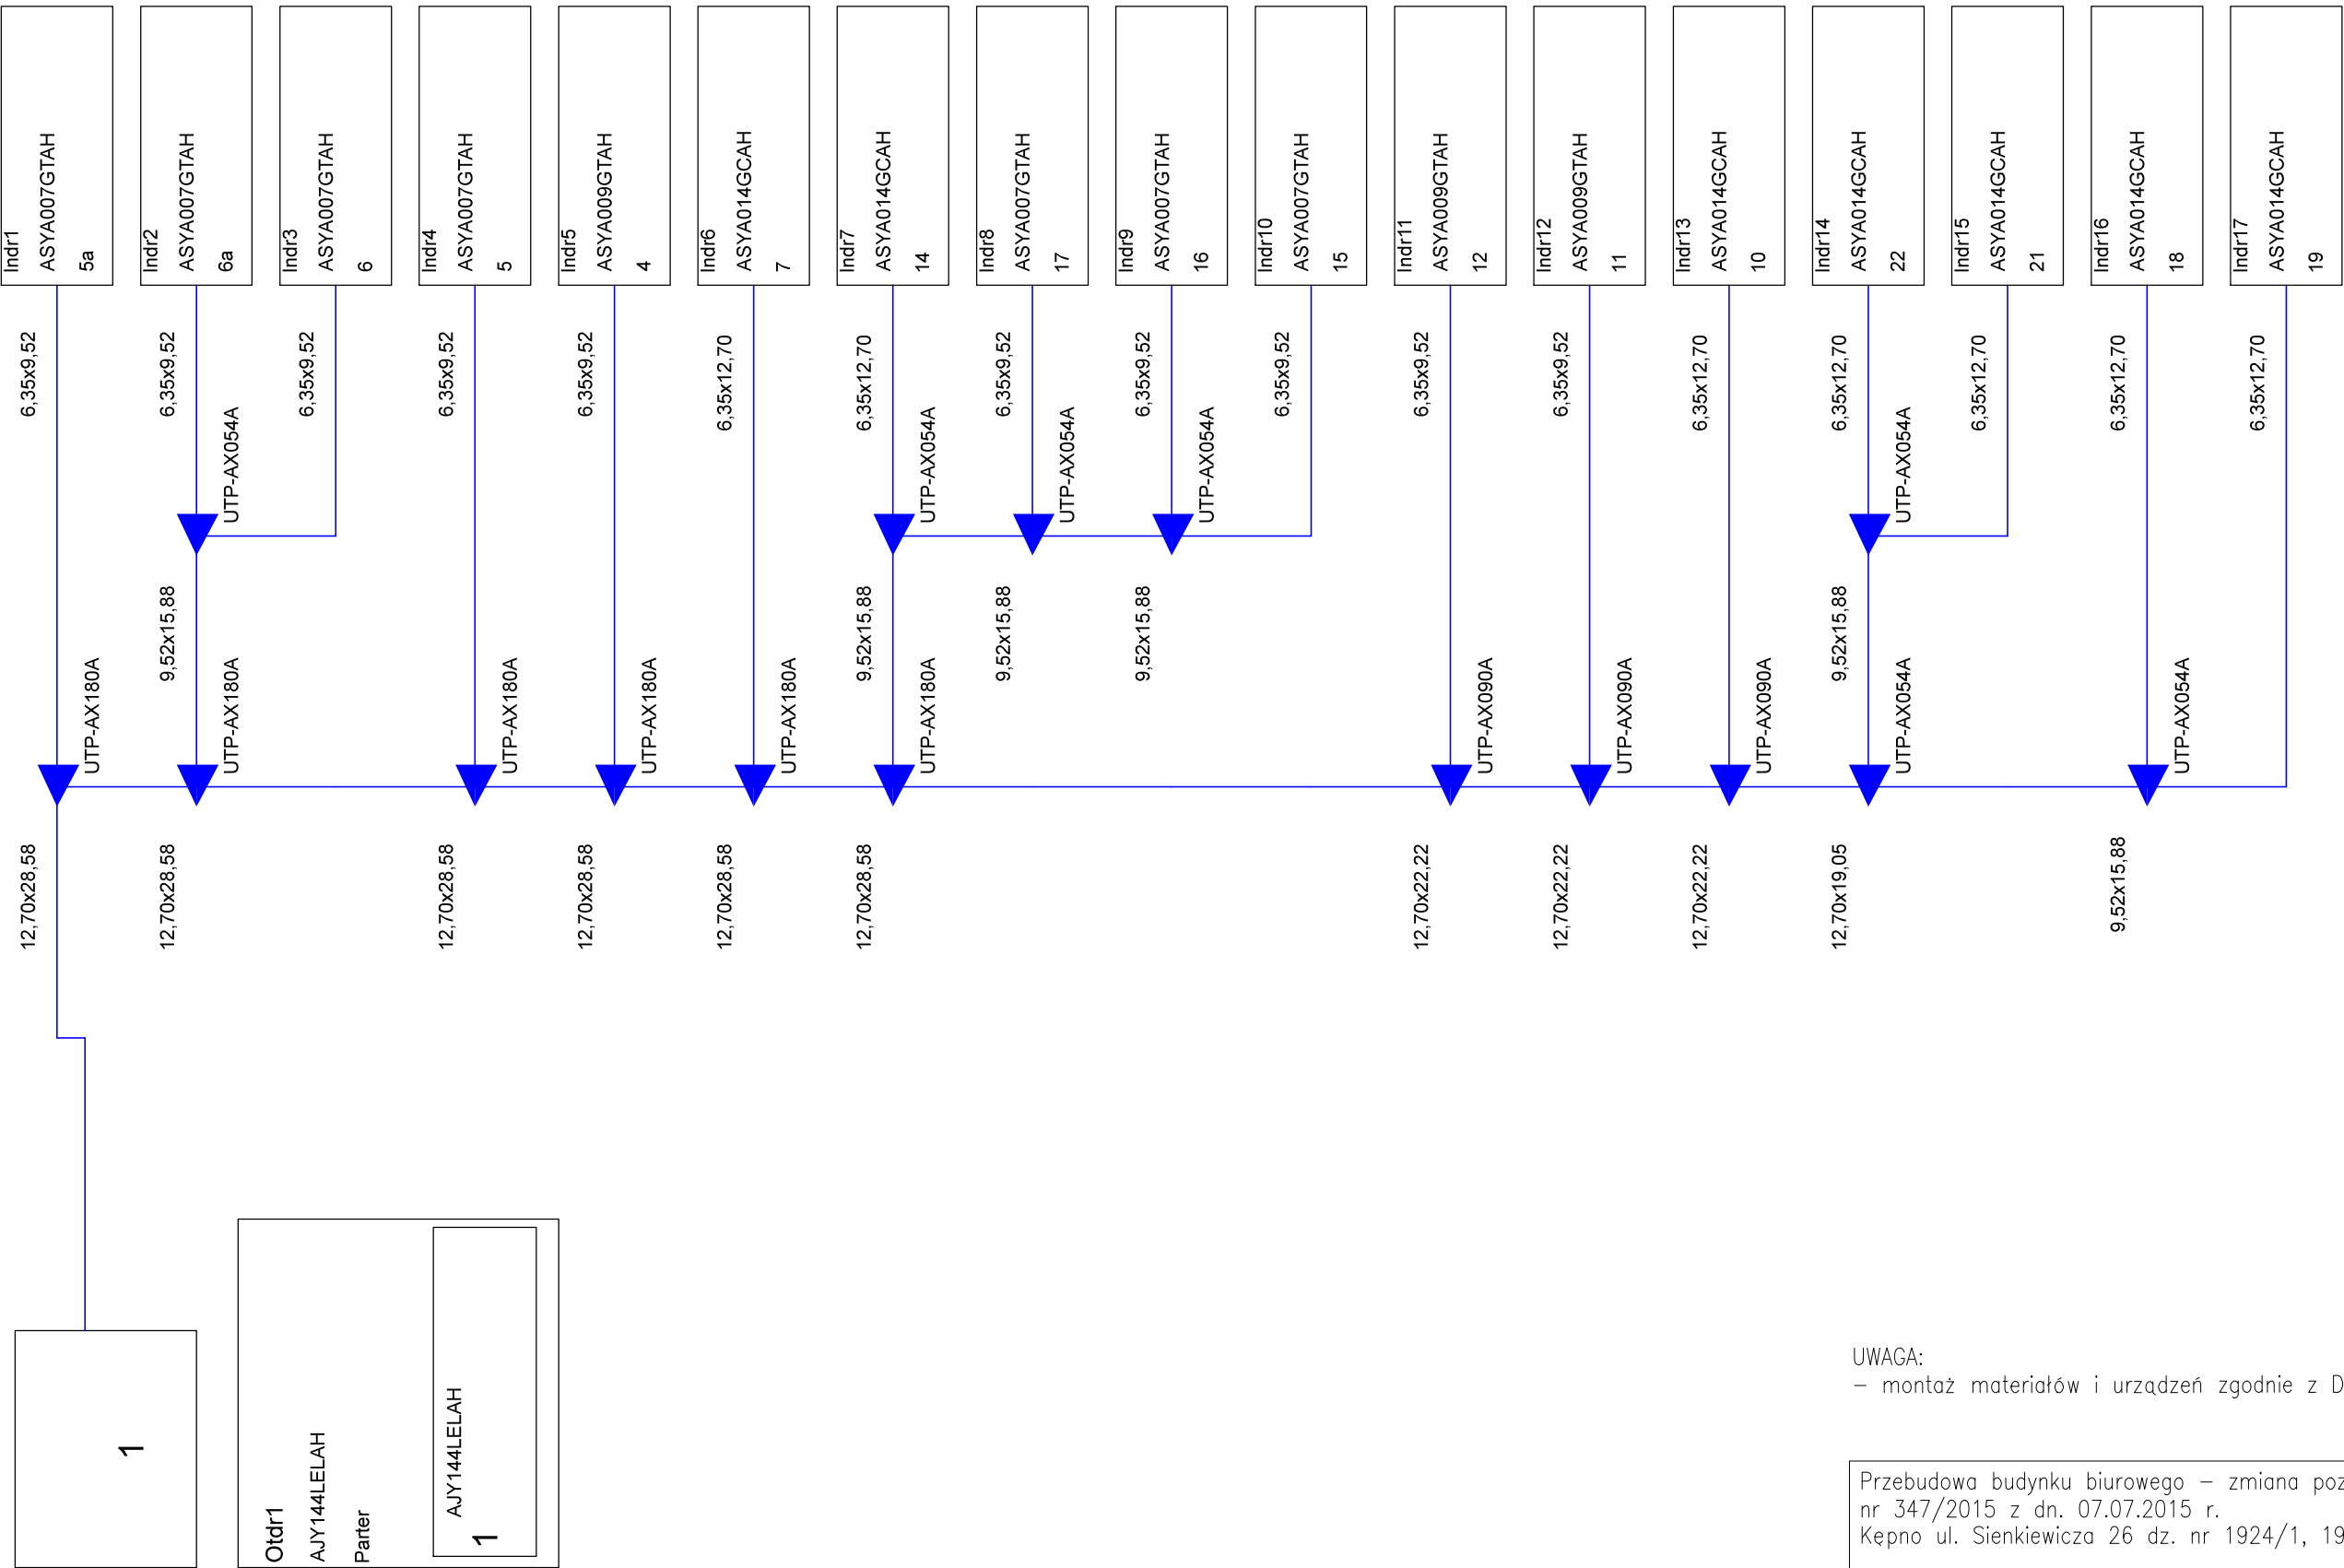 Indr1
ASYA007GTAH
5a
Indr2
ASYA007GTAH
6a
Indr3
ASYA007GTAH
6
Indr4
ASYA007GTAH
5
Indr5
ASYA009GTAH
4
Indr6
ASYA014GCAH
7
Indr7
ASYA014GCAH
14
Indr8
ASYA007GTAH
17
Indr9
ASYA007GTAH
16
Indr10
ASYA007GTAH
15
Indr11
ASYA009GTAH
12
Indr12
ASYA009GTAH
11
Indr13
ASYA014GCAH
10
Indr14
ASYA014GCAH
22
Indr15
ASYA014GCAH
21
Indr16
ASYA014GCAH
18
Indr17
ASYA014GCAH
19
6,35x9,52
6,35x9,52
6,35x9,52
6,35x9,52
6,35x9,52
6,35x12,70
6,35x12,70
6,35x9,52
6,35x9,52
6,35x9,52
6,35x9,52
6,35x9,52
6,35x12,70
6,35x12,70
6,35x12,70
6,35x12,70
6,35x12,70
UTP-AX054A
UTP-AX054A
UTP-AX054A
UTP-AX054A
UTP-AX054A
9,52x15,88
9,52x15,88
9,52x15,88
9,52x15,88
9,52x15,88
UTP-AX180A
UTP-AX180A
UTP-AX180A
UTP-AX180A
UTP-AX180A
UTP-AX180A
UTP-AX090A
UTP-AX090A
UTP-AX090A
UTP-AX054A
UTP-AX054A
12,70x28,58
12,70x28,58
12,70x28,58
12,70x28,58
12,70x28,58
12,70x28,58
12,70x22,22
12,70x22,22
12,70x22,22
12,70x19,05
9,52x15,88
1
Otdr1
AJY144LELAH
Parter
AJY144LELAH
1
UWAGA:
– montaż materiałów i urządzeń zgodnie z D
Przebudowa budynku biurowego – zmiana poz
nr 347/2015 z dn. 07.07.2015 r.
Kępno ul. Sienkiewicza 26 dz. nr 1924/1, 19